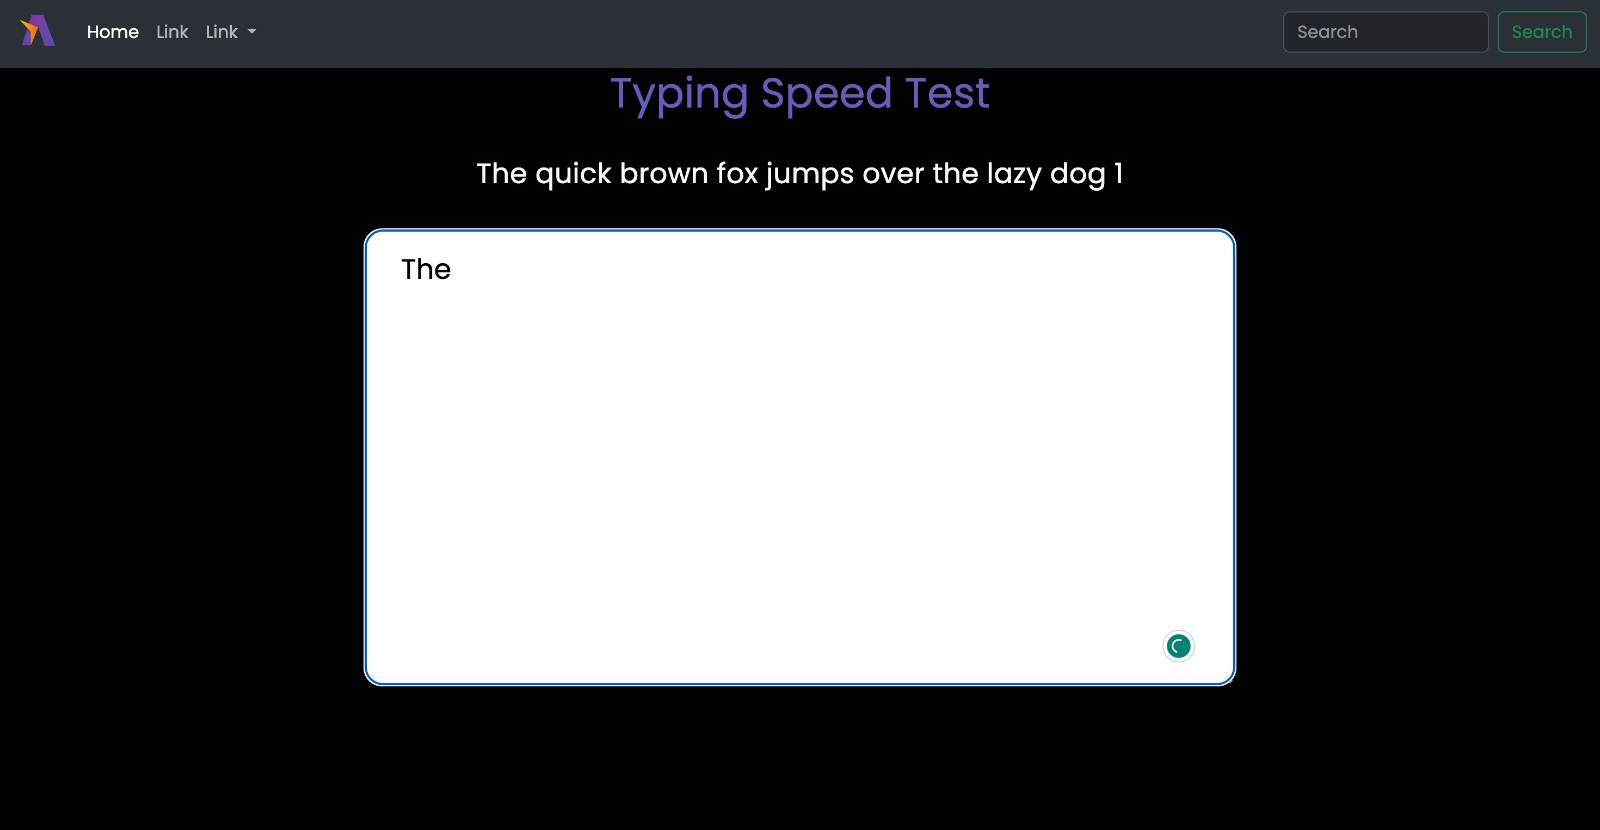 Home Link Link Search Search
Typing Speed Test
The quick brown fox jumps over the lazy dog 1
The